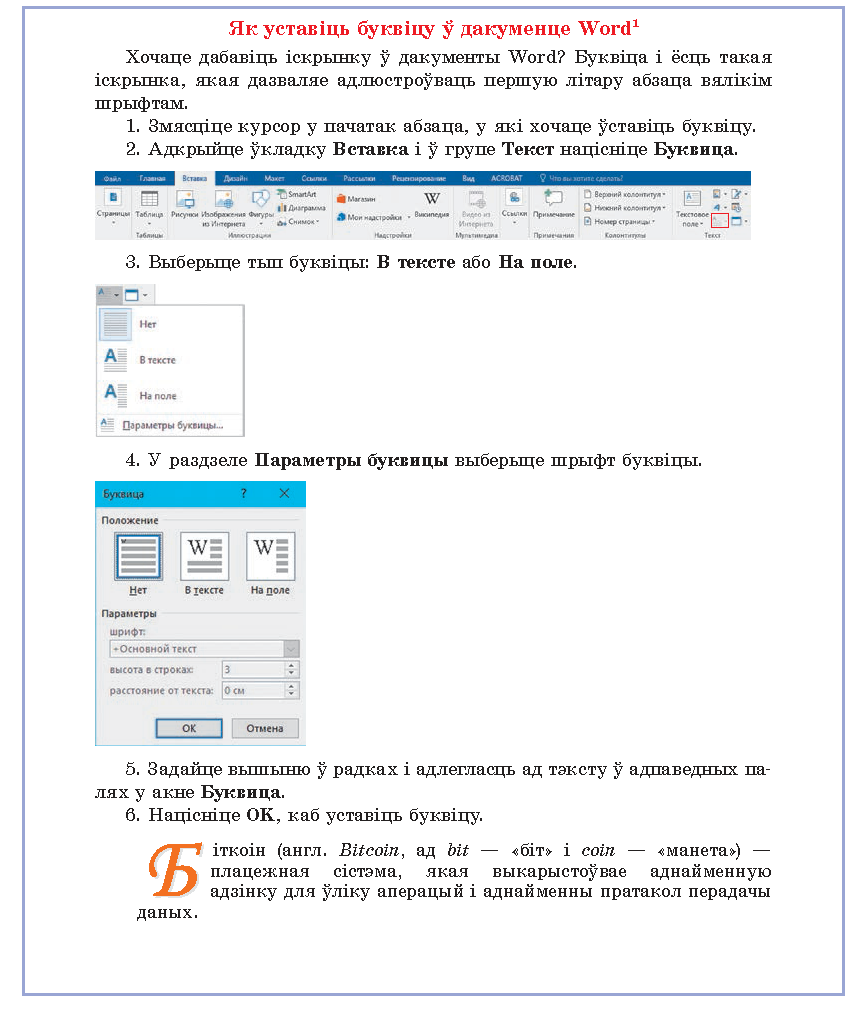 Як уставіць буквіцу ў дакуменце Word¹
Хочаце дабавіць іскрынку ў дакументы Word? Буквіца і ёсць такая
іскрынка, якая дазваляе адлюстроўваць першую літару абзаца вялікім
шрыфтам.
1. Змясціце курсор у пачатак абзаца, у які хочаце ўставіць буквіцу.
2. Адкрыйце ўкладку Вставка і ў групе Текст націсніце Буквица.
Файл Главная Вставка Дизайн Макет Ссылки Рассылки Рецензирование Вид ACROBAT Что вы хотите сделать?
Страницы Таблица Рисунки Изображения из Интернета Фигуры SmartArt Диаграмма Снимок Магазин Мои надстройки Википедия Видео из Интернета Ссылки Примечание Верхний колонтитул Нижний колонтитул Номер страницы Текстовое поле
Таблицы Иллюстрации Надстройки Мультимедиа Примечания Колонтитулы Текст
3. Выберыце тып буквіцы: В тексте або На поле.
Нет
В тексте
На поле
Параметры буквицы...
4. У раздзеле Параметры буквицы выберыце шрыфт буквіцы.
Буквица ?
Положение
W W
Нет В тексте На поле
Параметры
шрифт:
+Основной текст
высота в строках: 3
расстояние от текста: 0 см
ОК Отмена
5. Задайце вышыню ў радках і адлегласць ад тэксту ў адпаведных па-
лях у акне Буквица.
6. Націсніце ОК, каб уставіць буквіцу.
Біткоін (англ. Bitcoin, ад bit — «біт» і coin — «манета») —
плацежная сістэма, якая выкарыстоўвае аднайменную
адзінку для ўліку аперацый і аднайменны пратакол перадачы
даных.